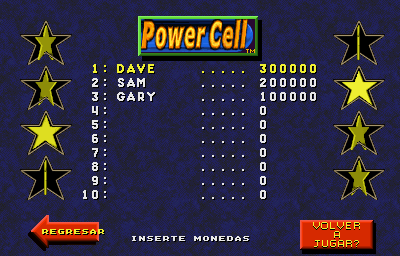 Power Cell TM
1: DAVE ..... 300000
2: SAM ..... 200000
3: GARY ..... 100000
4: ..... 0
5: ..... 0
6: ..... 0
7: ..... 0
8: ..... 0
9: ..... 0
10: ..... 0
REGRESAR
INSERTE MONEDAS
VOLVER
A
JUGAR?